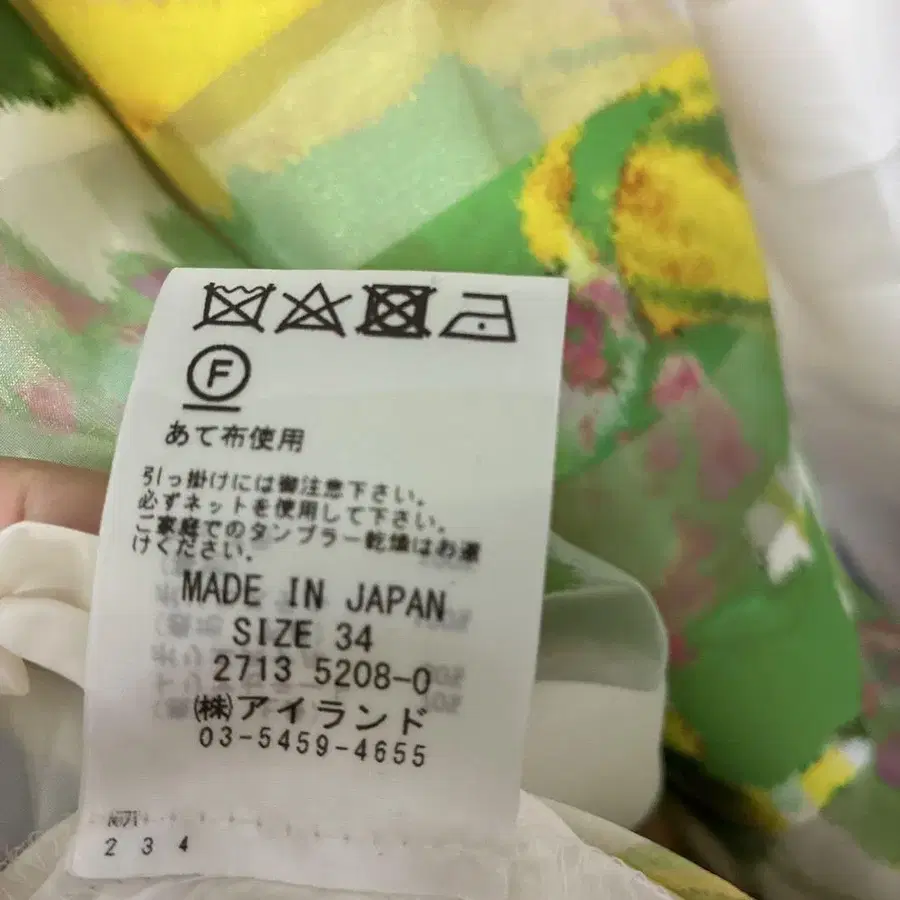 F
あて布使用
引っ掛けには御注意下さい。
必ずネットを使用して下さい。
ご家庭でのタンブラー乾燥はお避
けください。
MADE IN JAPAN
SIZE 34
2713 5208-0
㈱アイランド
03-5459-4655
2 3 4